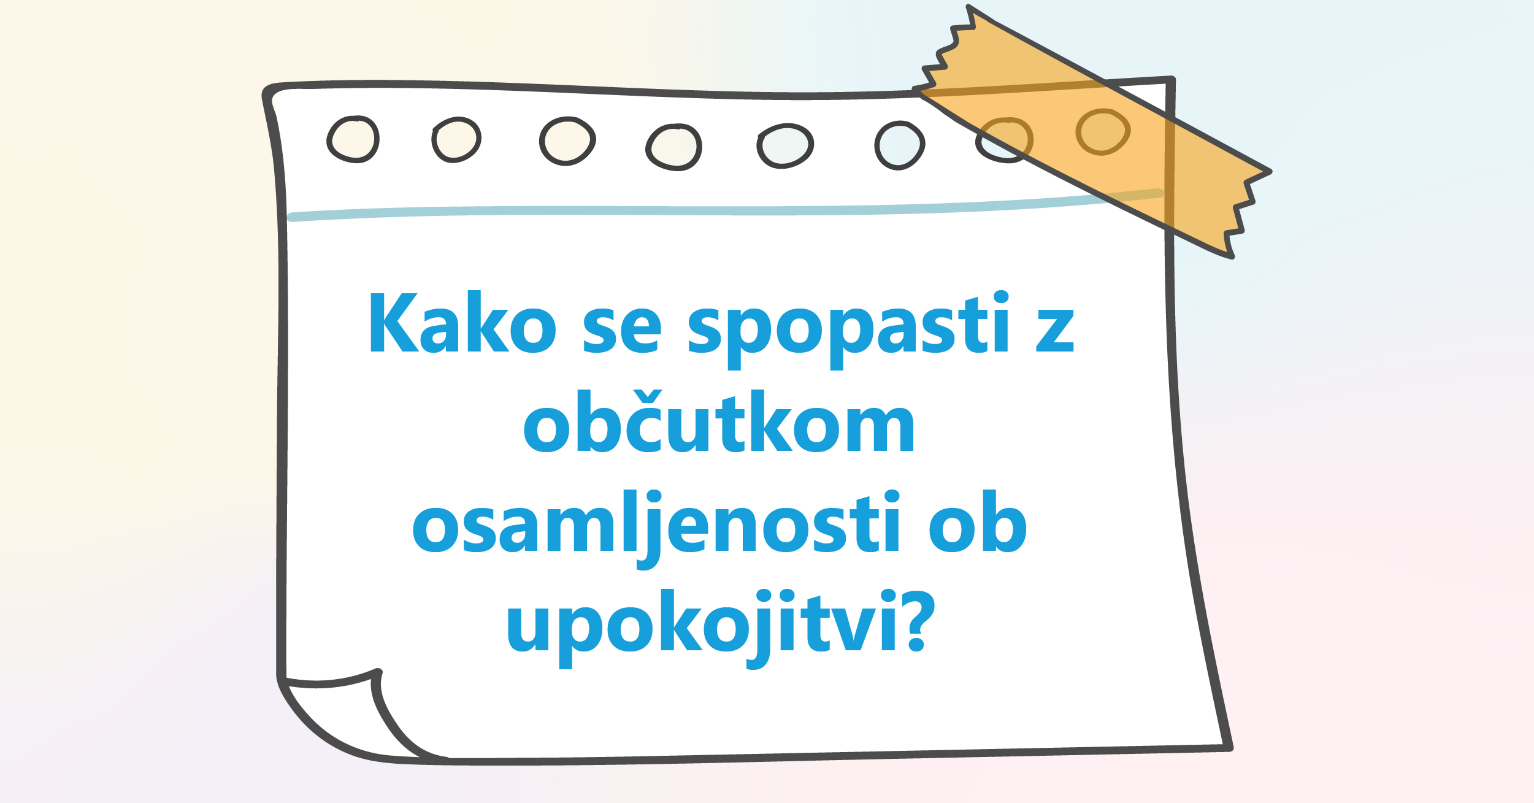 Kako se spopasti z
občutkom
osamljenosti ob
upokojitvi?